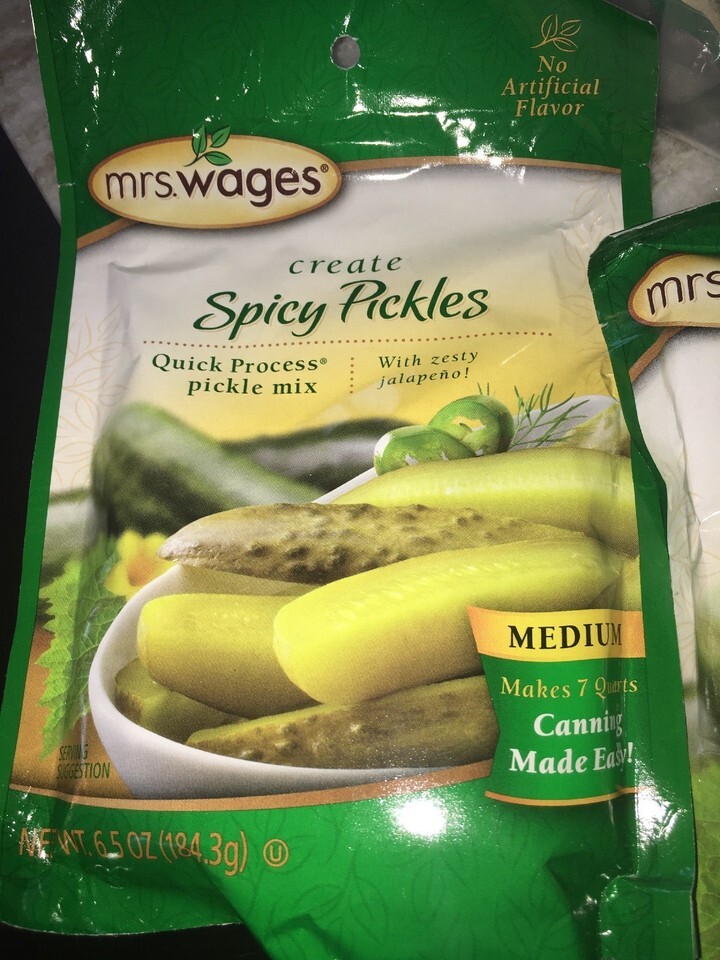 No
Artificial
Flavor
mrs.wages®
mrs
create
Spicy Pickles
Quick Process®
pickle mix
With zesty
jalapeño!
MEDIUM
Makes 7 Quarts
Canning
Made Easy!
SERVING
SUGGESTION
NET WT. 6.5 OZ (184.3g) U